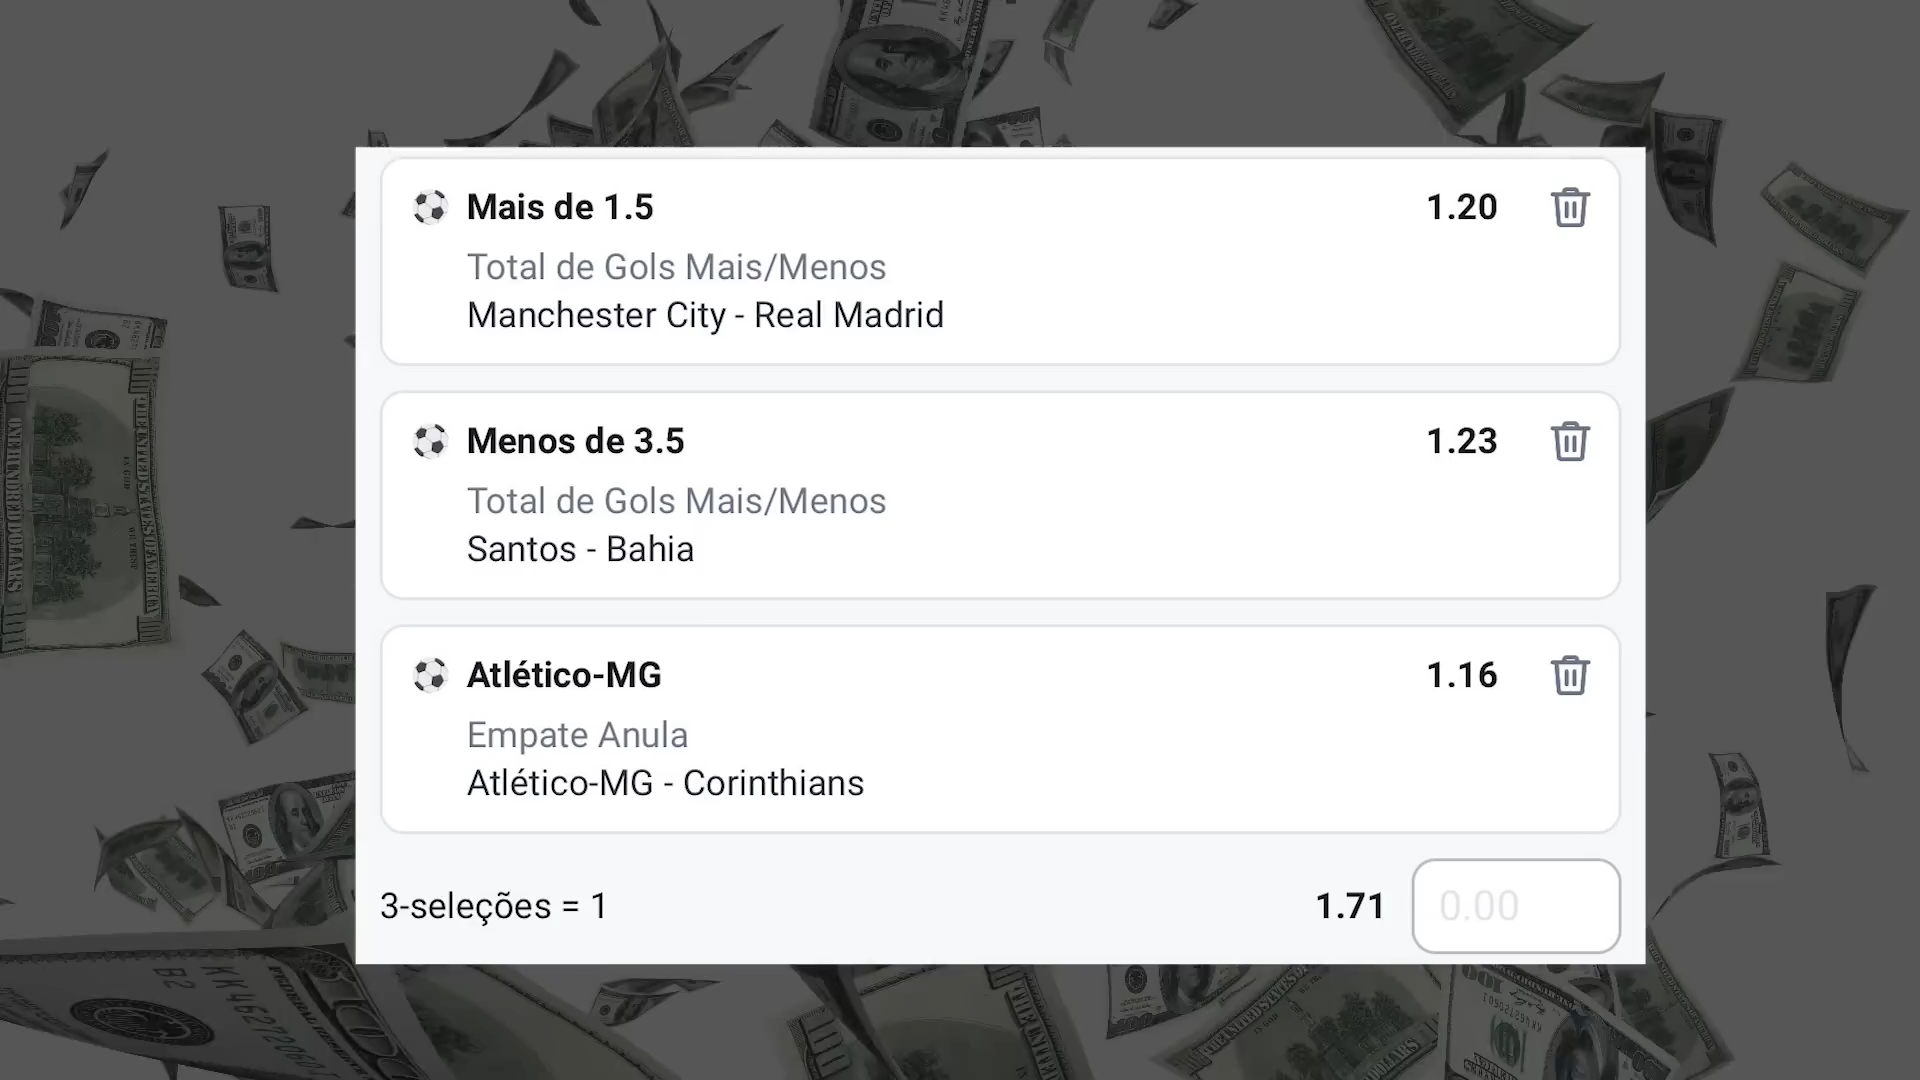 Mais de 1.5 1.20
Total de Gols Mais/Menos
Manchester City - Real Madrid
Menos de 3.5 1.23
Total de Gols Mais/Menos
Santos - Bahia
Atlético-MG 1.16
Empate Anula
Atlético-MG - Corinthians
3-seleções = 1 1.71 0.00